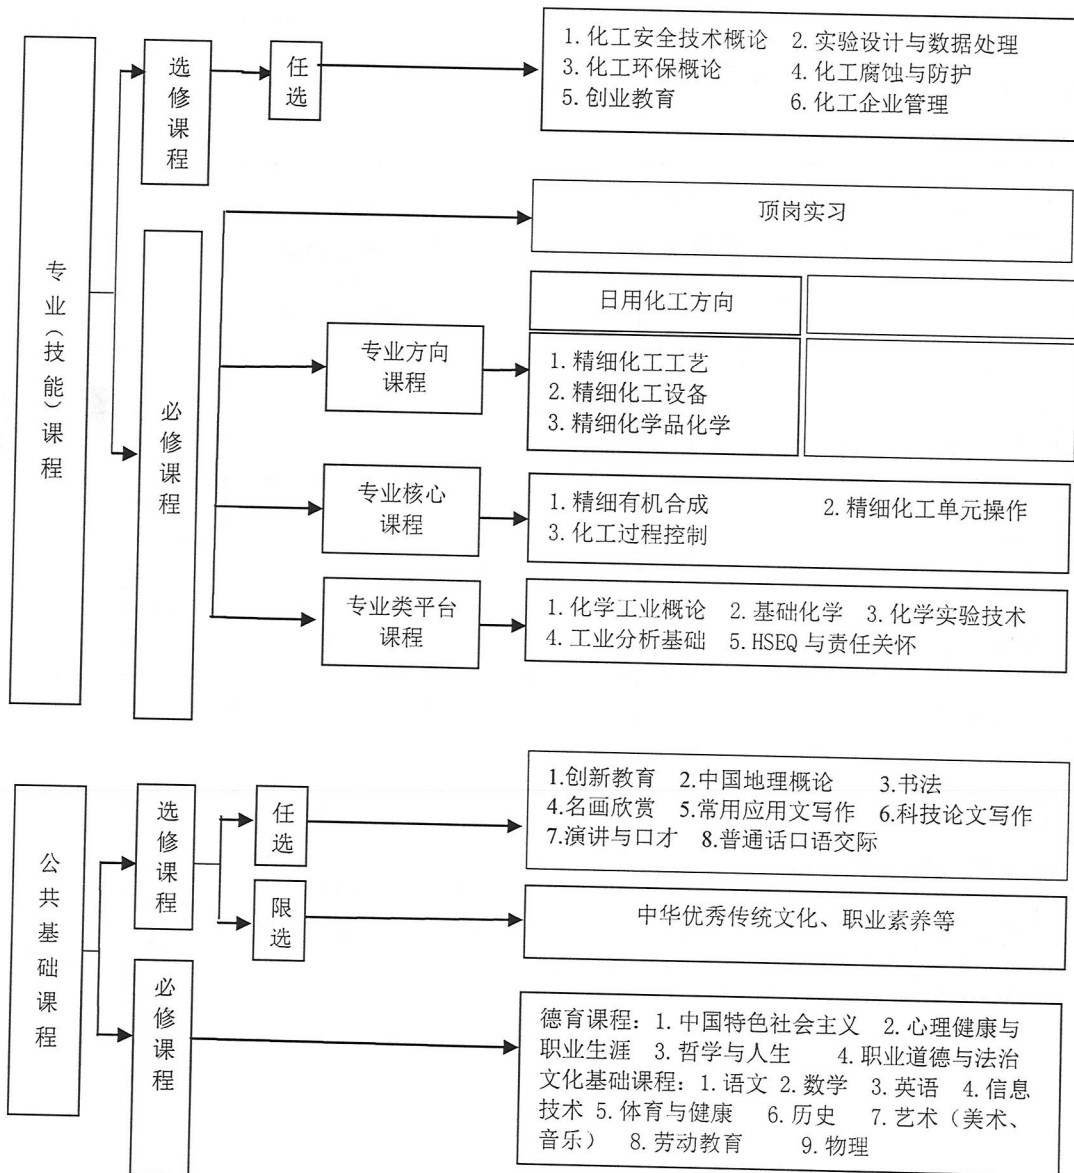 专业（技能）课程
选修课程
任选
1. 化工安全技术概论 2. 实验设计与数据处理
3. 化工环保概论 4. 化工腐蚀与防护
5. 创业教育 6. 化工企业管理
必修课程
顶岗实习
专业方向
课程
日用化工方向
1. 精细化工工艺
2. 精细化工设备
3. 精细化学品化学
专业核心
课程
1. 精细有机合成 2. 精细化工单元操作
3. 化工过程控制
专业类平台
课程
1. 化学工业概论 2. 基础化学 3. 化学实验技术
4. 工业分析基础 5. HSEQ 与责任关怀
公共基础课程
选修课程
任选
1.创新教育 2.中国地理概论 3.书法
4.名画欣赏 5.常用应用文写作 6.科技论文写作
7.演讲与口才 8.普通话口语交际
限选
中华优秀传统文化、职业素养等
必修课程
德育课程：1. 中国特色社会主义 2. 心理健康与
职业生涯 3. 哲学与人生 4. 职业道德与法治
文化基础课程：1. 语文 2. 数学 3. 英语 4. 信息
技术 5. 体育与健康 6. 历史 7. 艺术（美术、
音乐） 8. 劳动教育 9. 物理